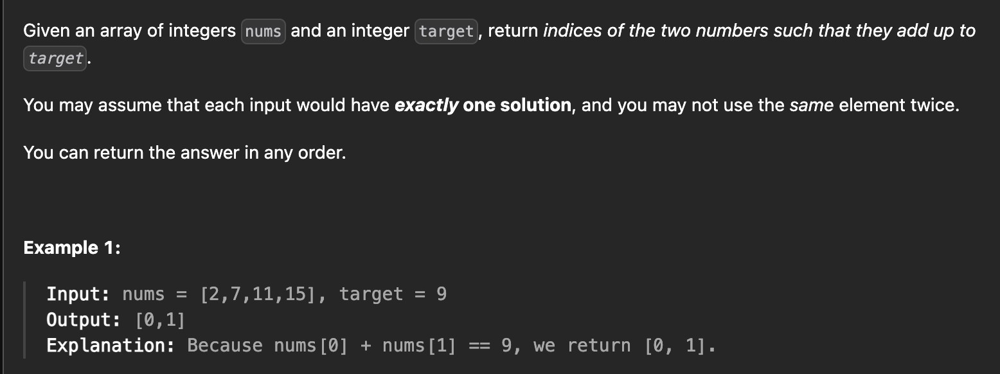 Given an array of integers nums and an integer target, return indices of the two numbers such that they add up to
target.
You may assume that each input would have exactly one solution, and you may not use the same element twice.
You can return the answer in any order.
Example 1:
Input: nums = [2,7,11,15], target = 9
Output: [0,1]
Explanation: Because nums[0] + nums[1] == 9, we return [0, 1].